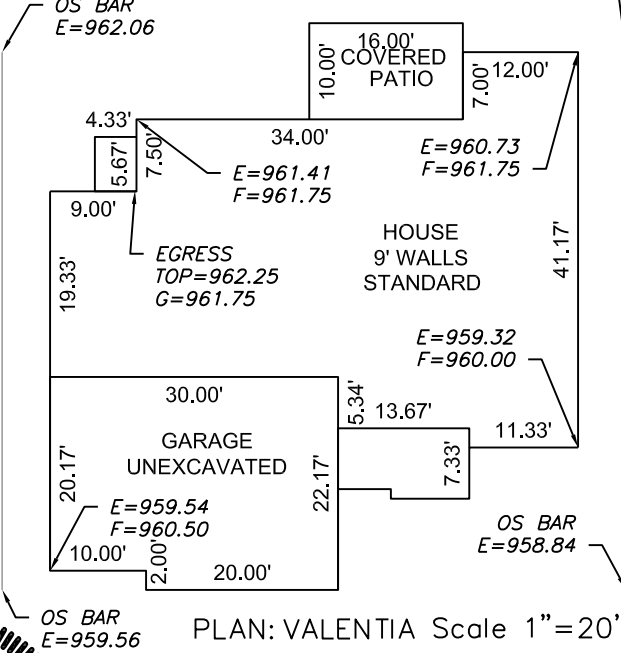 OS BAR
E=962.06
16.00'
COVERED
PATIO
10.00'
7.00'
12.00'
4.33'
34.00'
5.67'
7.50'
E=961.41
F=961.75
E=960.73
F=961.75
9.00'
EGRESS
TOP=962.25
G=961.75
HOUSE
9' WALLS
STANDARD
19.33'
41.17'
E=959.32
F=960.00
30.00'
5.34'
13.67'
11.33'
GARAGE
UNEXCAVATED
20.17'
22.17'
7.33'
E=959.54
F=960.50
10.00'
2.00'
20.00'
OS BAR
E=958.84
OS BAR
E=959.56
PLAN: VALENTIA Scale 1"=20'